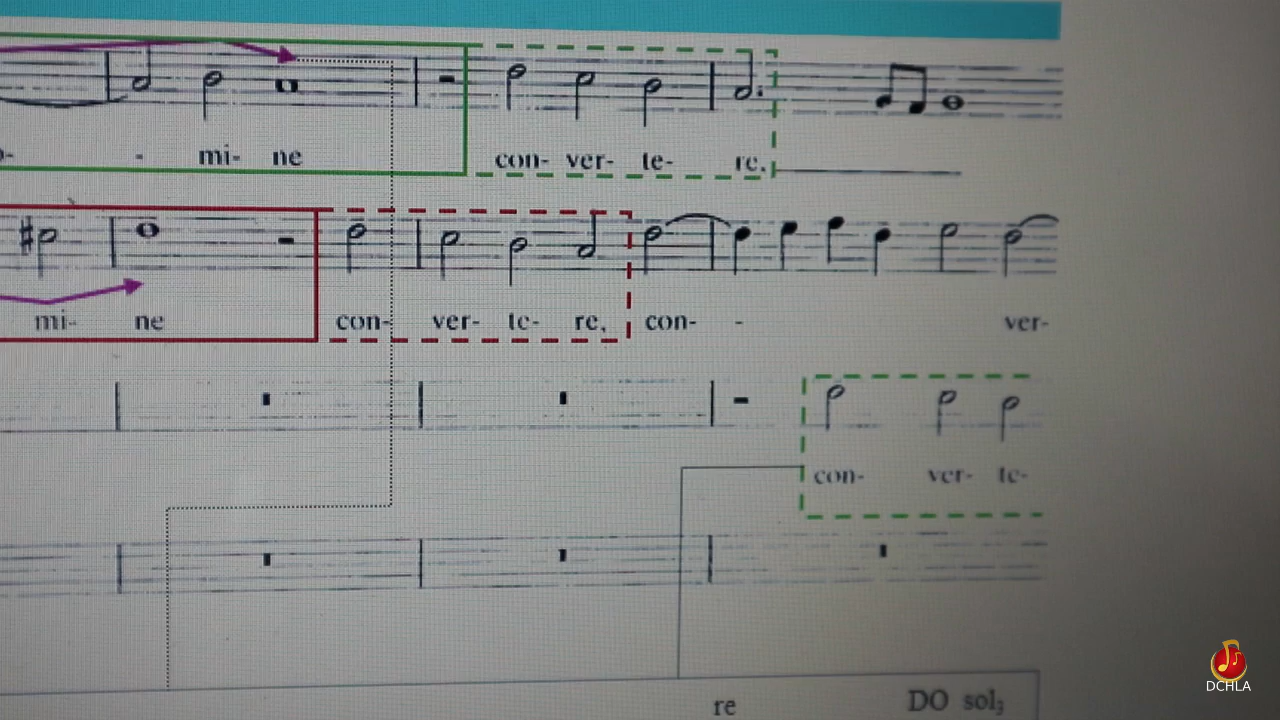 - mi- ne con- ver- te- re.
mi- ne con- ver- te- re, con- - ver-
con- ver- te-
re DO sol3
DCHLA